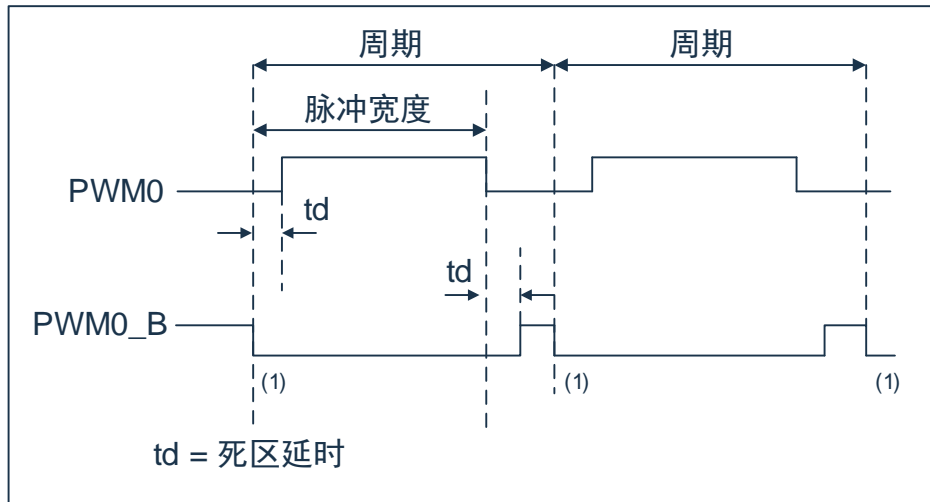 周期 周期
脉冲宽度
PWM0
td
td
PWM0_B
(1) (1) (1)
td = 死区延时